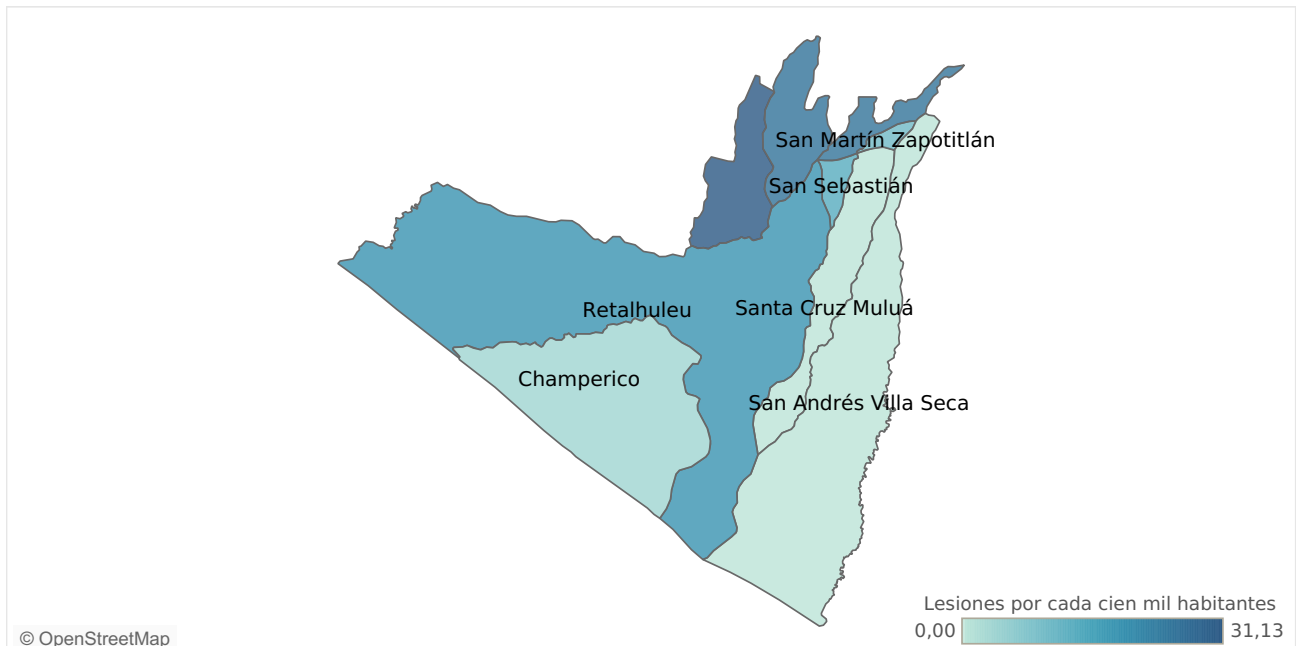 San Martín Zapotitlán
San Sebastián
Retalhuleu
Santa Cruz Muluá
Champerico
San Andrés Villa Seca
Lesiones por cada cien mil habitantes
0,00
31,13
© OpenStreetMap